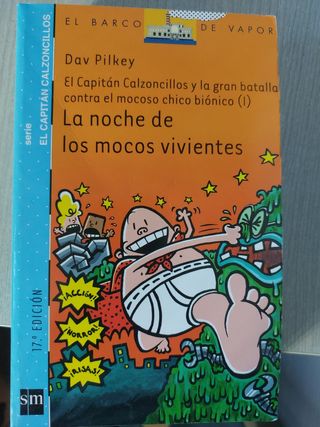 EL BARCO DE VAPOR
Dav Pilkey
El Capitán Calzoncillos y la gran batalla
contra el mocoso chico biónico (I)
La noche de
los mocos vivientes
serie
EL CAPITÁN CALZONCILLOS
¡ACCIÓN!
¡HORROR!
¡RISAS!
17.ª EDICIÓN
sm